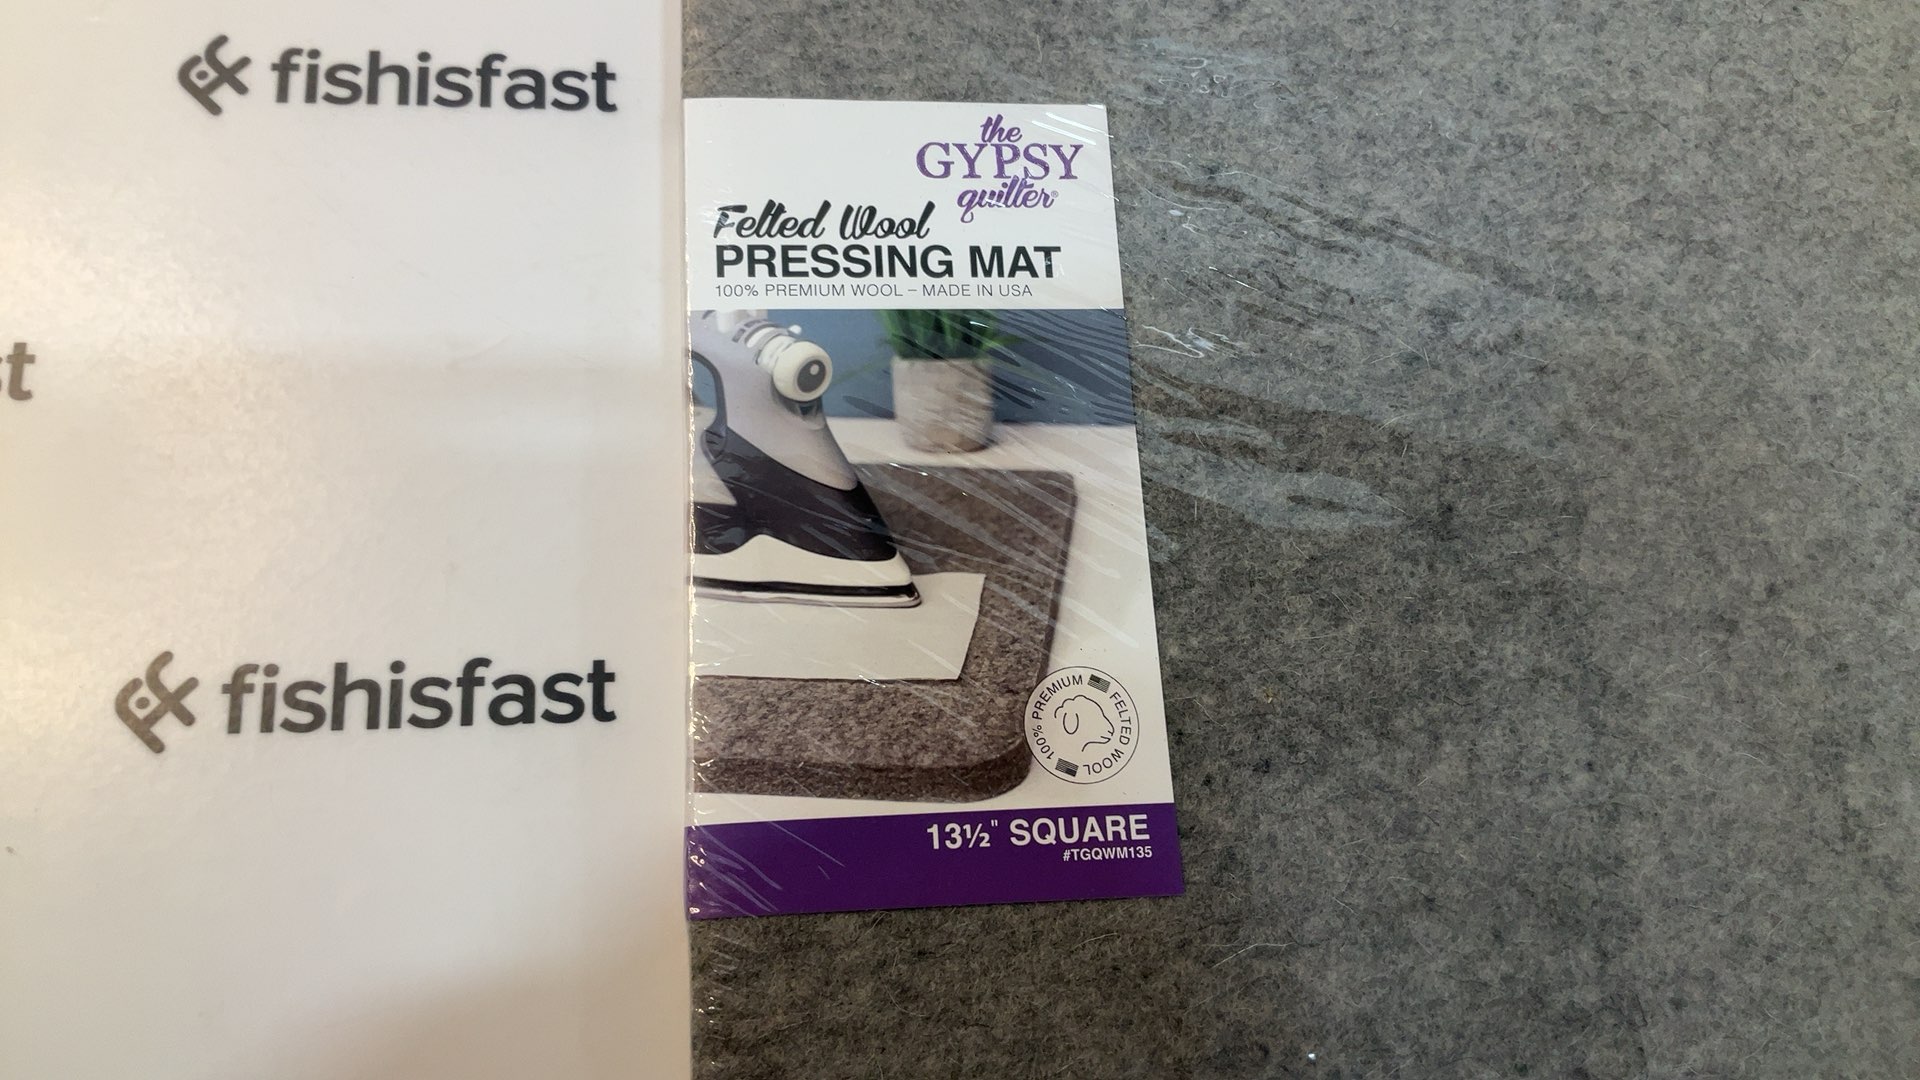 fishisfast
st
fishisfast
the
GYPSY
quilter®
Felted Wool
PRESSING MAT
100% PREMIUM WOOL – MADE IN USA
100% PREMIUM FELTED WOOL
13½" SQUARE
#TGQWM135